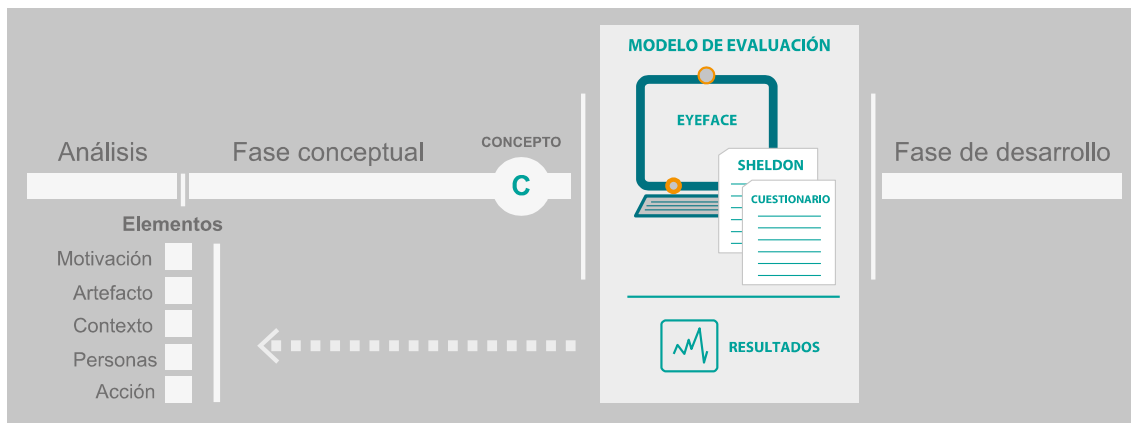 MODELO DE EVALUACIÓN
EYEFACE
SHELDON
CUESTIONARIO
RESULTADOS
Análisis
Fase conceptual
CONCEPTO
C
Fase de desarrollo
Elementos
Motivación
Artefacto
Contexto
Personas
Acción